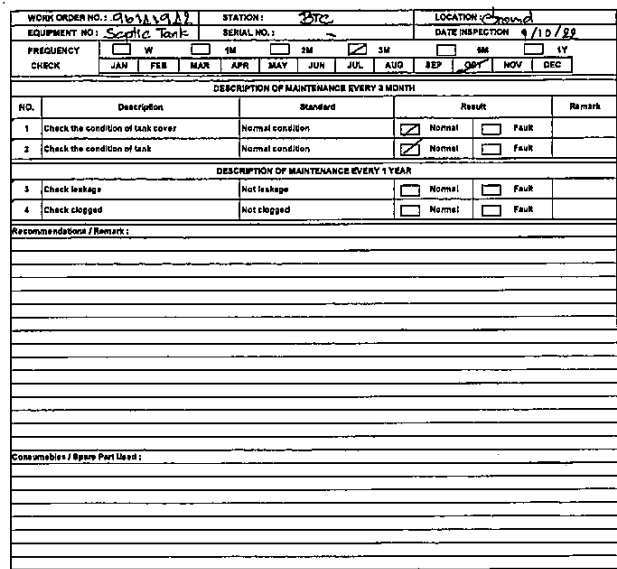 WORK ORDER NO.: STATION: BTC LOCATION: Ground
EQUIPMENT NO: Septic Tank SERIAL NO.: - DATE INSPECTION 9/10/22
FREQUENCY W 1M 2M 3M 6M 1Y
CHECK JAN FEB MAR APR MAY JUN JUL AUG SEP OCT NOV DEC
DESCRIPTION OF MAINTENANCE EVERY 3 MONTH
NO. Description Standard Result Remark
1 Check the condition of tank cover Normal condition Normal Fault
2 Check the condition of tank Normal condition Normal Fault
DESCRIPTION OF MAINTENANCE EVERY 1 YEAR
3 Check leakage Not leakage Normal Fault
4 Check clogged Not clogged Normal Fault
Recommendations / Remark:
Consumables / Spare Part Used: